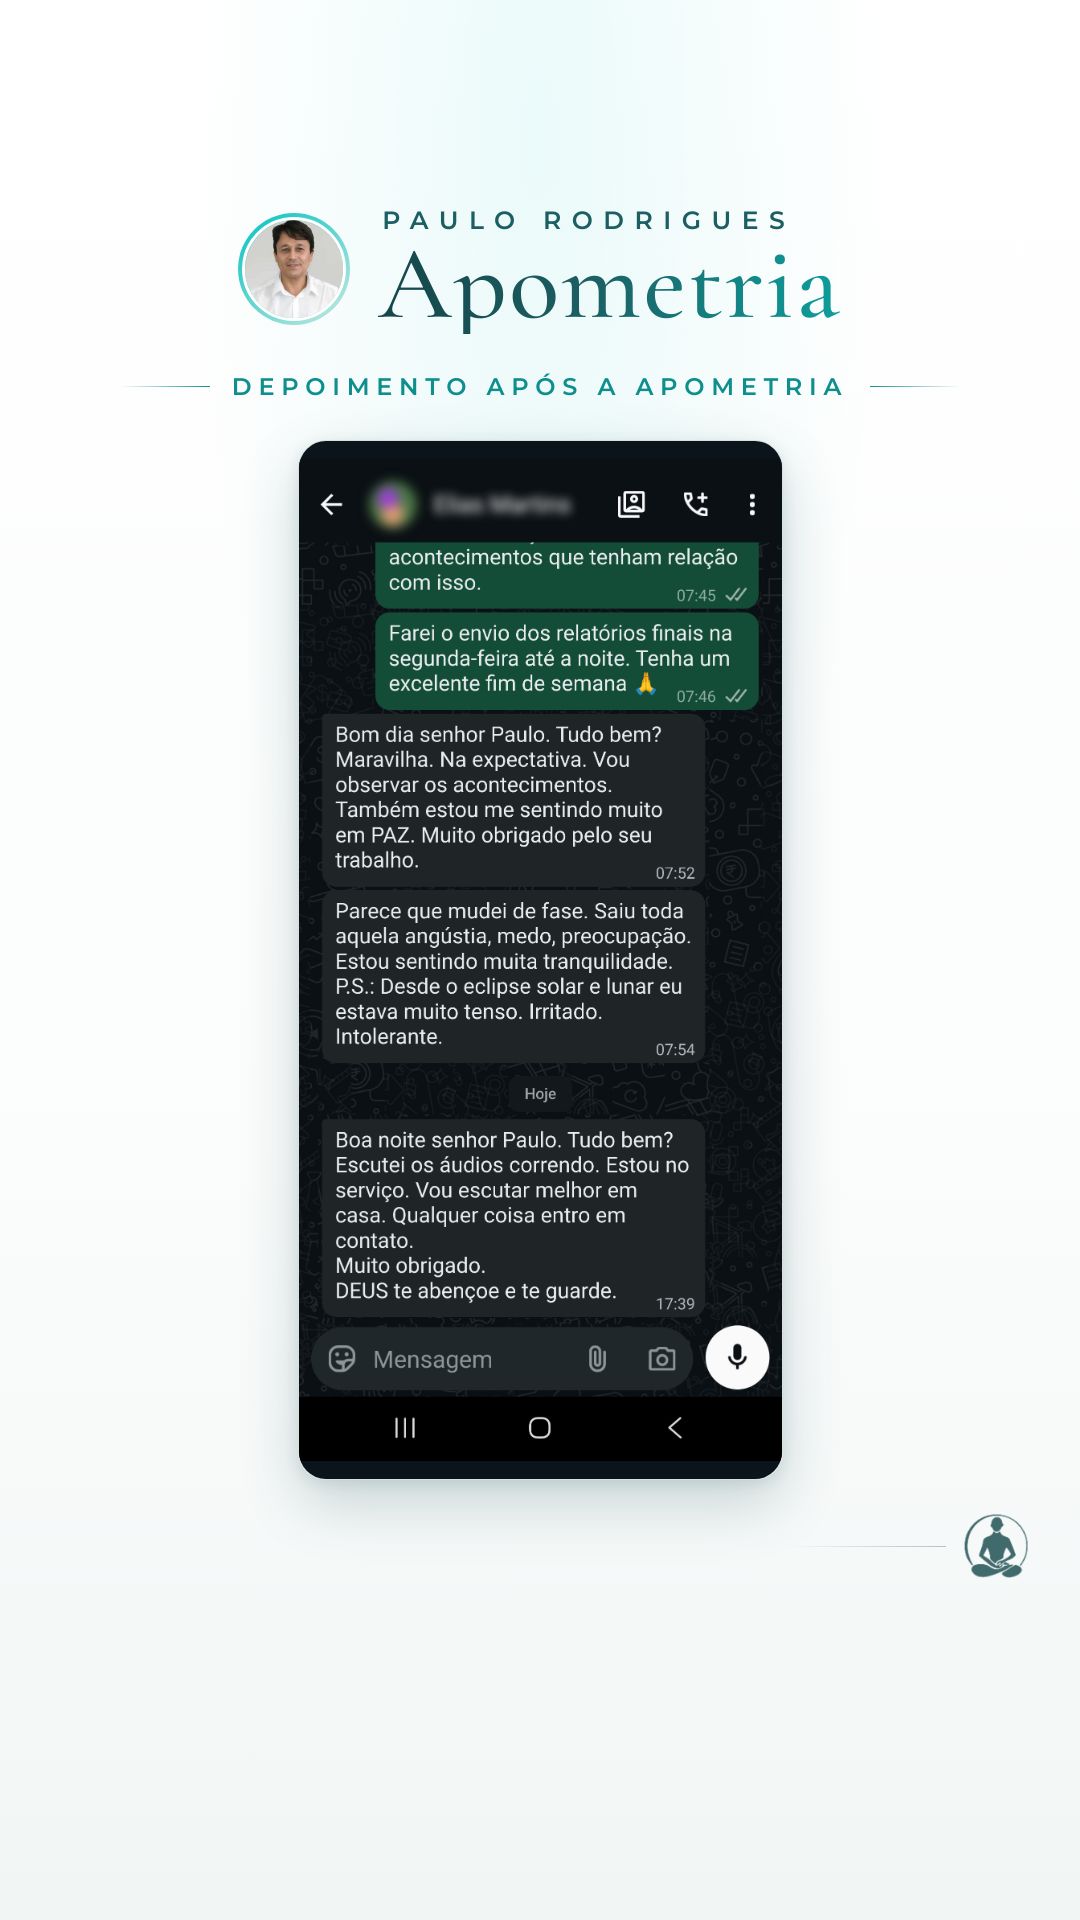 PAULO RODRIGUES
Apometria
DEPOIMENTO APÓS A APOMETRIA
acontecimentos que tenham relação
com isso.
07:45
Farei o envio dos relatórios finais na
segunda-feira até a noite. Tenha um
excelente fim de semana 🙏
07:46
Bom dia senhor Paulo. Tudo bem?
Maravilha. Na expectativa. Vou
observar os acontecimentos.
Também estou me sentindo muito
em PAZ. Muito obrigado pelo seu
trabalho.
07:52
Parece que mudei de fase. Saiu toda
aquela angústia, medo, preocupação.
Estou sentindo muita tranquilidade.
P.S.: Desde o eclipse solar e lunar eu
estava muito tenso. Irritado.
Intolerante.
07:54
Hoje
Boa noite senhor Paulo. Tudo bem?
Escutei os áudios correndo. Estou no
serviço. Vou escutar melhor em
casa. Qualquer coisa entro em
contato.
Muito obrigado.
DEUS te abençoe e te guarde.
17:39
Mensagem